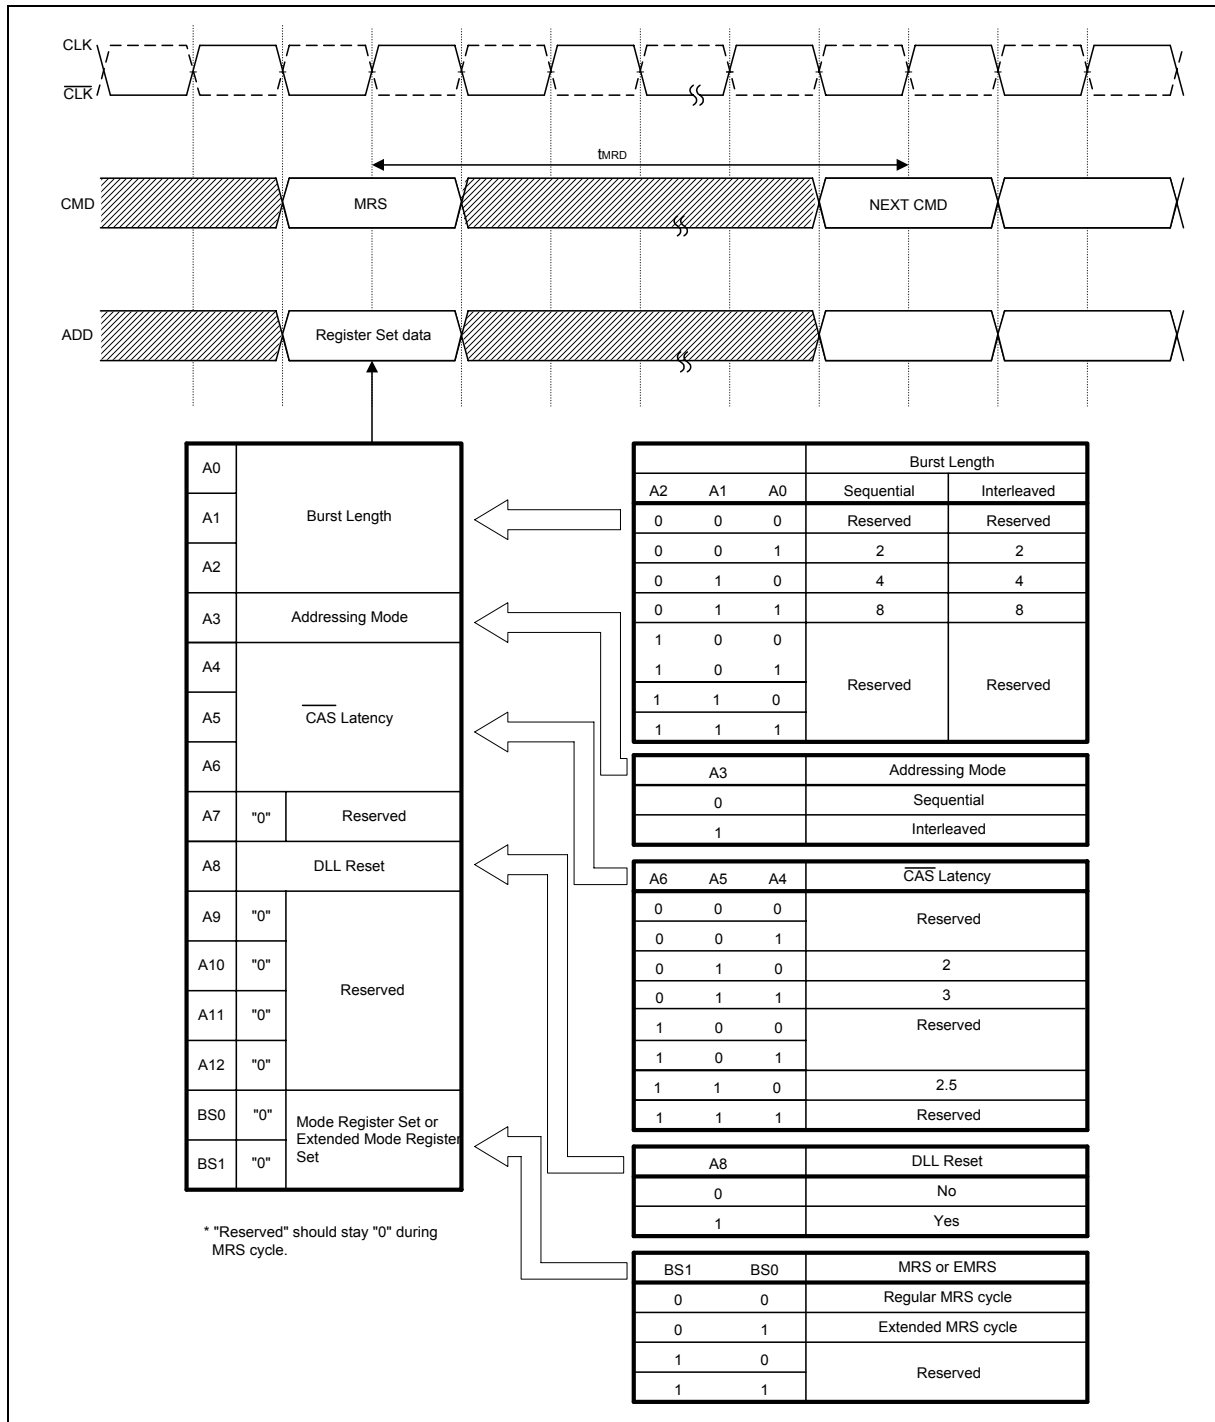 CLK
CLK
tMRD
CMD
MRS
NEXT CMD
ADD
Register Set data
A0
A1
A2
Burst Length
A3
Addressing Mode
A4
A5
A6
CAS Latency
A7 "0" Reserved
A8 DLL Reset
A9 "0"
A10 "0"
A11 "0"
A12 "0"
Reserved
BS0 "0"
BS1 "0"
Mode Register Set or
Extended Mode Register
Set
* "Reserved" should stay "0" during
MRS cycle.
Burst Length
A2 A1 A0 Sequential Interleaved
0 0 0 Reserved Reserved
0 0 1 2 2
0 1 0 4 4
0 1 1 8 8
1 0 0
1 0 1
Reserved Reserved
1 1 0
1 1 1
A3 Addressing Mode
0 Sequential
1 Interleaved
A6 A5 A4 CAS Latency
0 0 0
Reserved
0 0 1
0 1 0 2
0 1 1 3
1 0 0 Reserved
1 0 1
1 1 0 2.5
1 1 1 Reserved
A8 DLL Reset
0 No
1 Yes
BS1 BS0 MRS or EMRS
0 0 Regular MRS cycle
0 1 Extended MRS cycle
1 0
Reserved
1 1